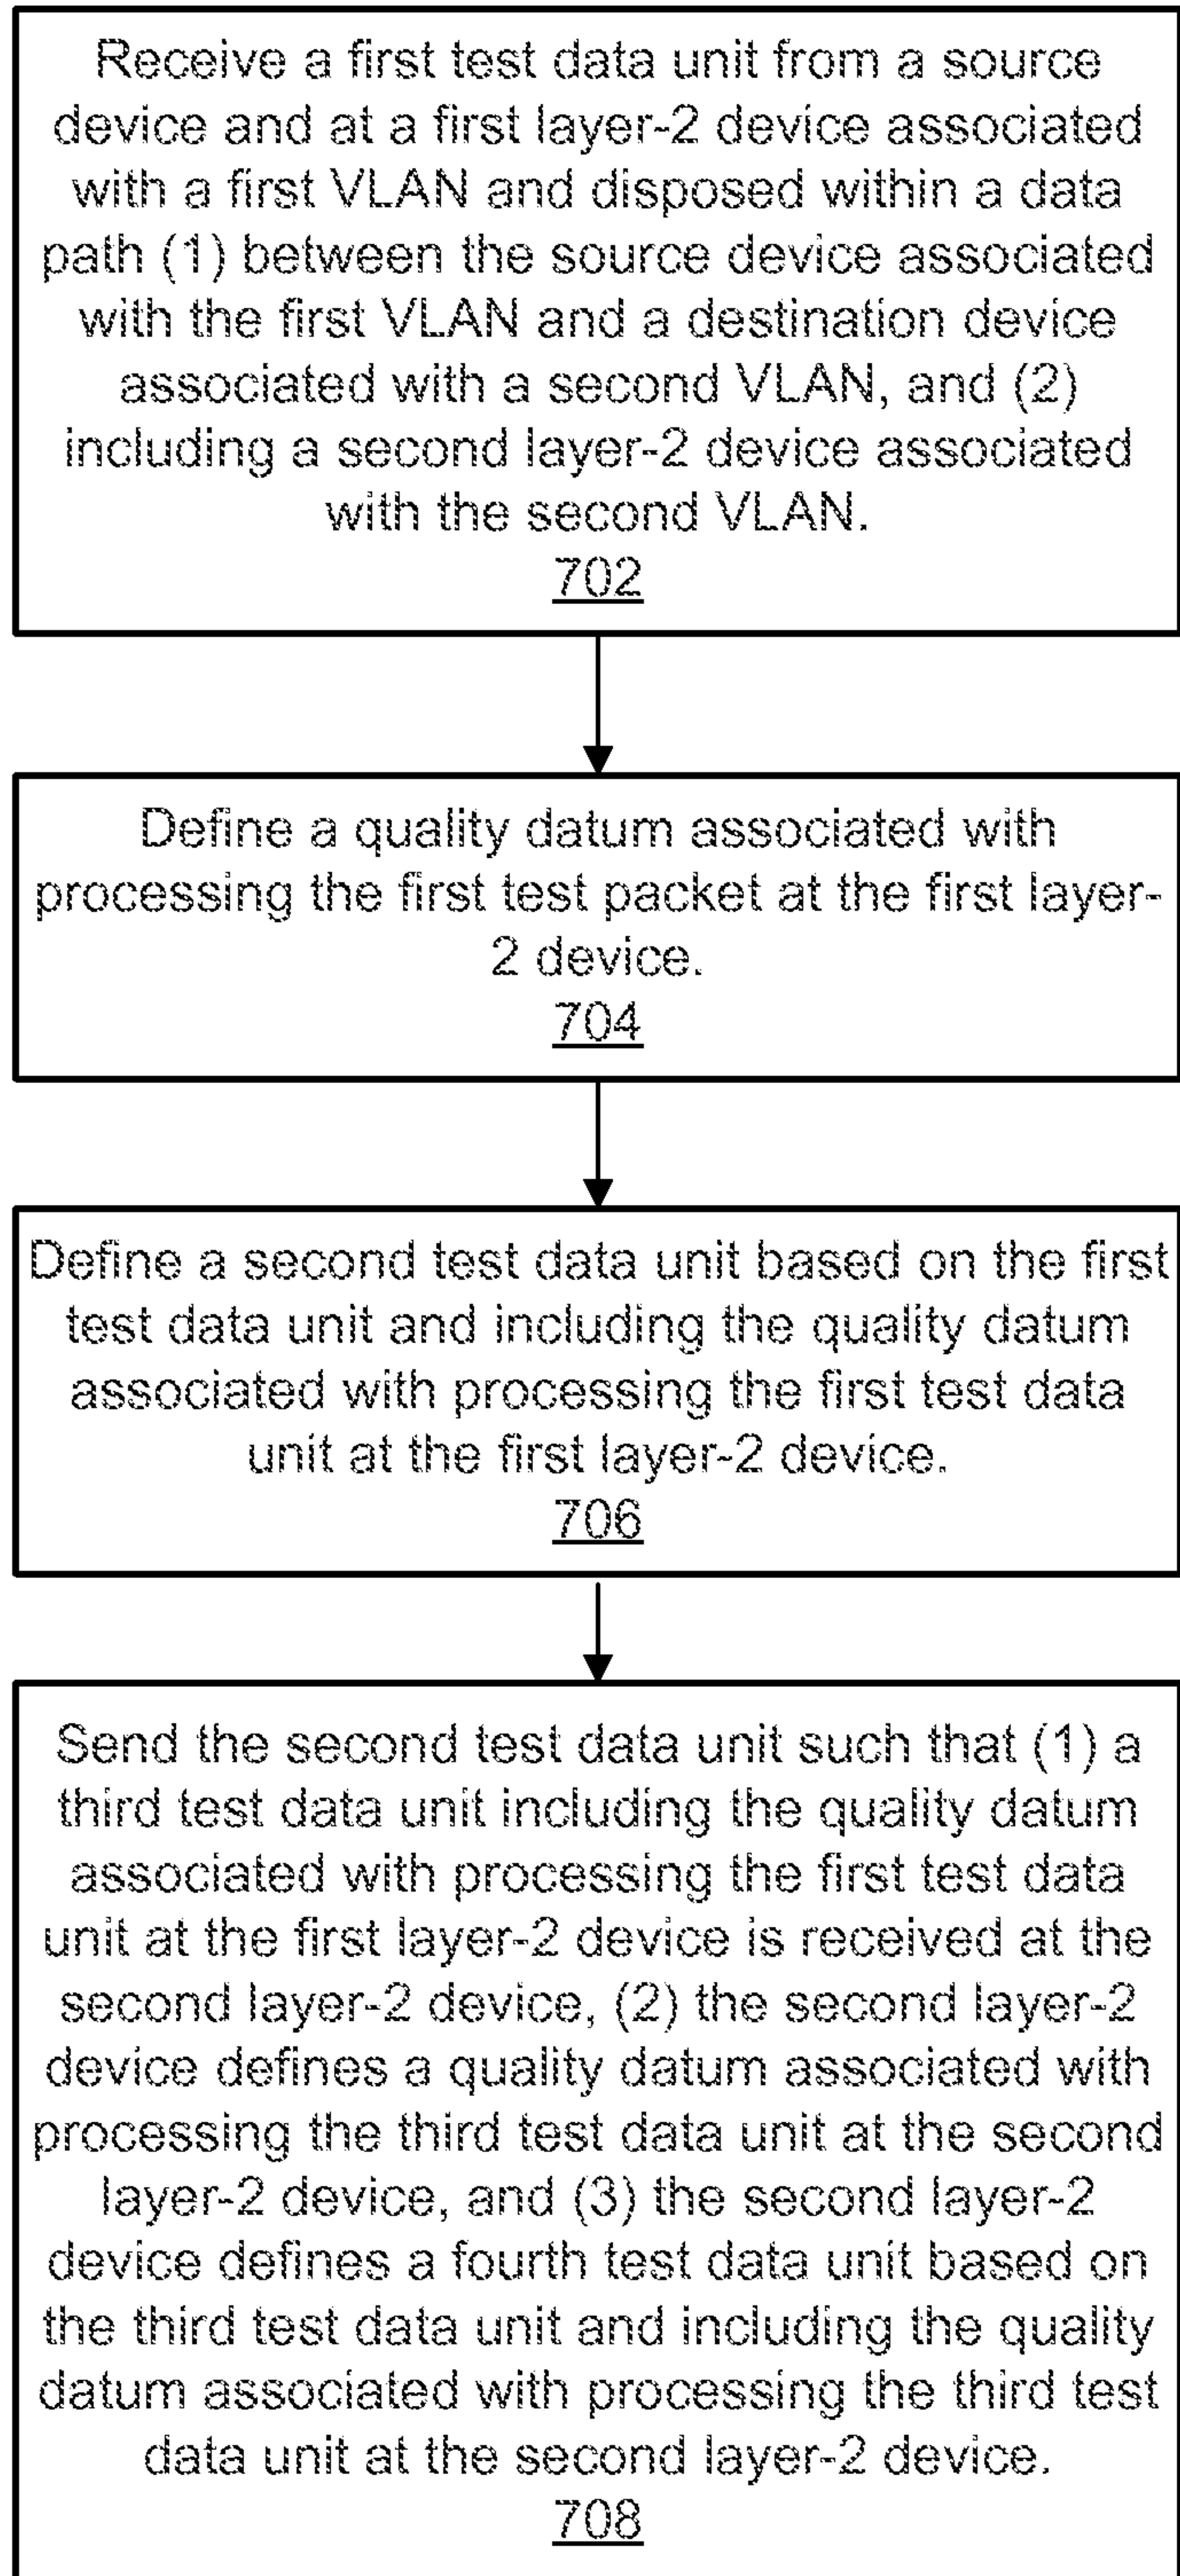 Receive a first test data unit from a source
device and at a first layer-2 device associated
with a first VLAN and disposed within a data
path (1) between the source device associated
with the first VLAN and a destination device
associated with a second VLAN, and (2)
including a second layer-2 device associated
with the second VLAN.
702
Define a quality datum associated with
processing the first test packet at the first layer-
2 device.
704
Define a second test data unit based on the first
test data unit and including the quality datum
associated with processing the first test data
unit at the first layer-2 device.
706
Send the second test data unit such that (1) a
third test data unit including the quality datum
associated with processing the first test data
unit at the first layer-2 device is received at the
second layer-2 device, (2) the second layer-2
device defines a quality datum associated with
processing the third test data unit at the second
layer-2 device, and (3) the second layer-2
device defines a fourth test data unit based on
the third test data unit and including the quality
datum associated with processing the third test
data unit at the second layer-2 device.
708